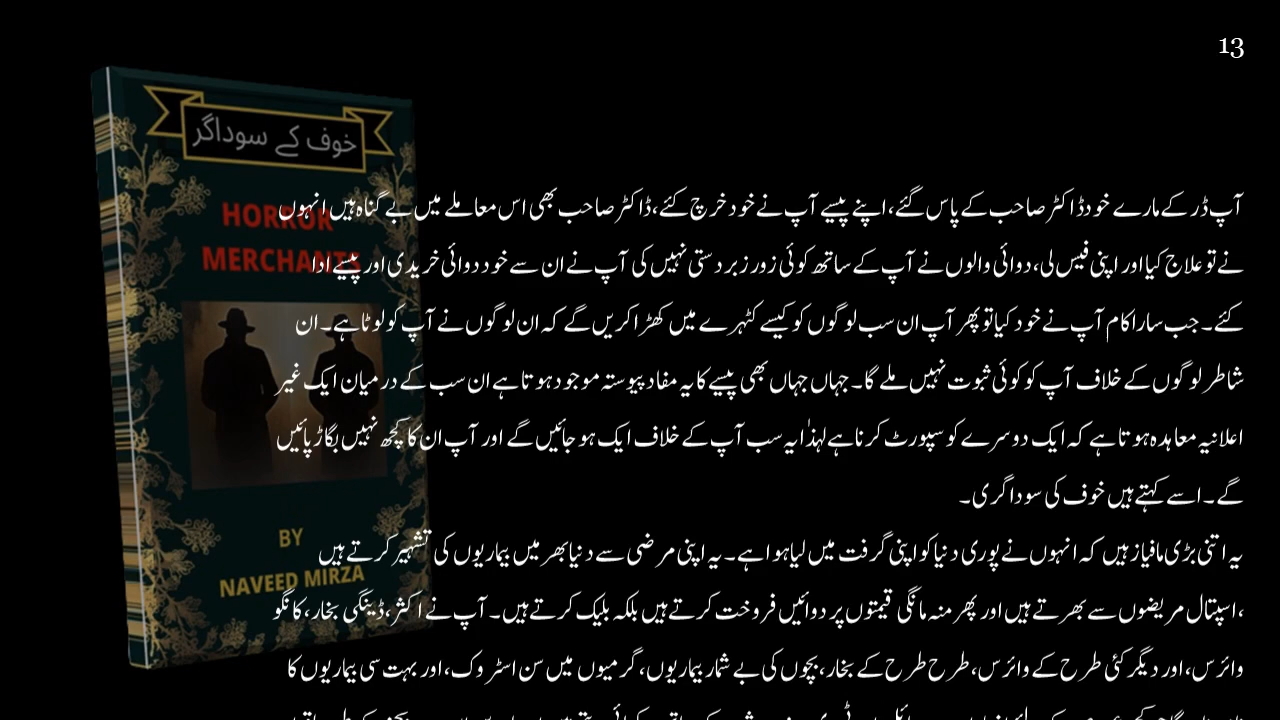 13
خوف کے سوداگر
HORROR
MERCHANTS
BY
NAVEED MIRZA
آپ ڈر کے مارے خود ڈاکٹر صاحب کے پاس گئے، اپنے پیسے آپ نے خود خرچ کئے، ڈاکٹر صاحب بھی اس معاملے میں بے گناہ ہیں انہوں
نے تو علاج کیا اور اپنی فیس لی، دوائی والوں نے آپ کے ساتھ کوئی زور زبردستی نہیں کی آپ نے ان سے خود دوائی خریدی اور پیسے ادا
کئے۔ جب سارا کام آپ نے خود کیا تو پھر آپ ان سب لوگوں کو کیسے کٹہرے میں کھڑا کریں گے کہ ان لوگوں نے آپ کو لوٹا ہے۔ ان
شاطر لوگوں کے خلاف آپ کو کوئی ثبوت نہیں ملے گا۔ جہاں جہاں بھی پیسے کا یہ مفاد پیوستہ موجود ہوتا ہے ان سب کے درمیان ایک غیر
اعلانیہ معاہدہ ہوتا ہے کہ ایک دوسرے کو سپورٹ کرنا ہے لہذٰا یہ سب آپ کے خلاف ایک ہو جائیں گے اور آپ ان کا کچھ نہیں بگاڑ پائیں
گے۔ اسے کہتے ہیں خوف کی سوداگری۔
یہ اتنی بڑی مافیاز ہیں کہ انہوں نے پوری دنیا کو اپنی گرفت میں لیا ہوا ہے۔ یہ اپنی مرضی سے دنیا بھر میں بیماریوں کی تشہیر کرتے ہیں
،اسپتال مریضوں سے بھرتے ہیں اور پھر منہ مانگی قیمتوں پر دوائیں فروخت کرتے ہیں بلکہ بلیک کرتے ہیں۔ آپ نے اکثر، ڈینگی بخار، کانگو
وائرس، اور دیگر کئی طرح کے وائرس، طرح طرح کے بخار، بچوں کی بے شمار بیماریوں، گرمیوں میں سن اسٹروک، اور بہت سی بیماریوں کا